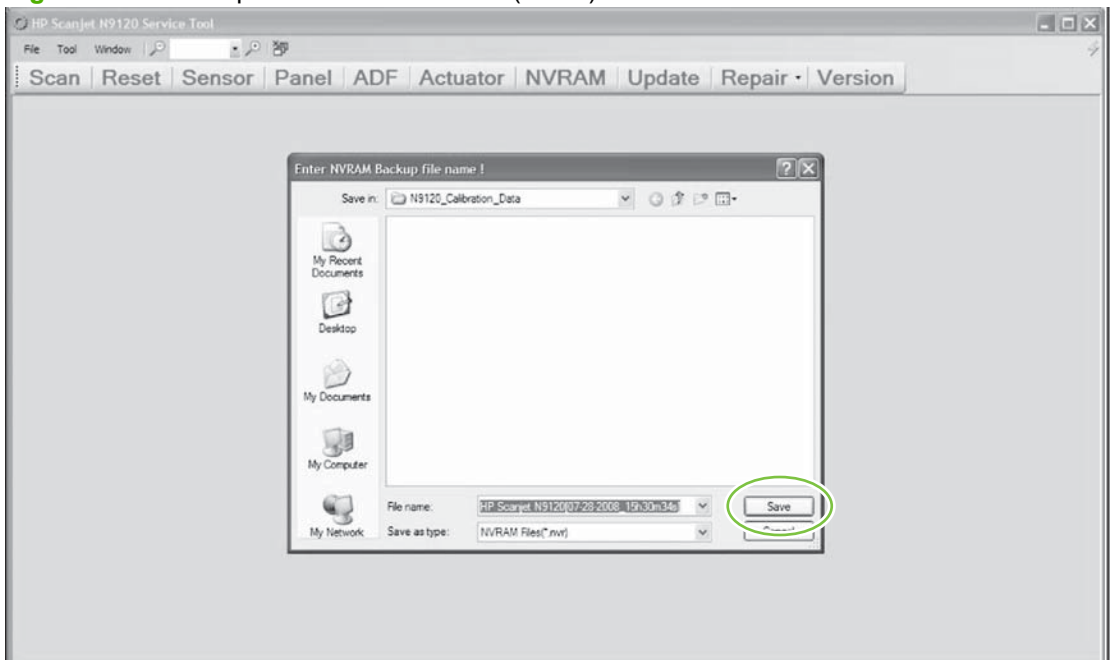 HP Scanjet N9120 Service Tool
File Tool Window
Scan Reset Sensor Panel ADF Actuator NVRAM Update Repair Version
Enter NVRAM Backup file name !
Save in: N9120_Calibration_Data
My Recent Documents
Desktop
My Documents
My Computer
My Network
File name: HP Scanjet N9120[07-28-2008_15h30m34s]
Save
Save as type: NVRAM Files(*.nvr)